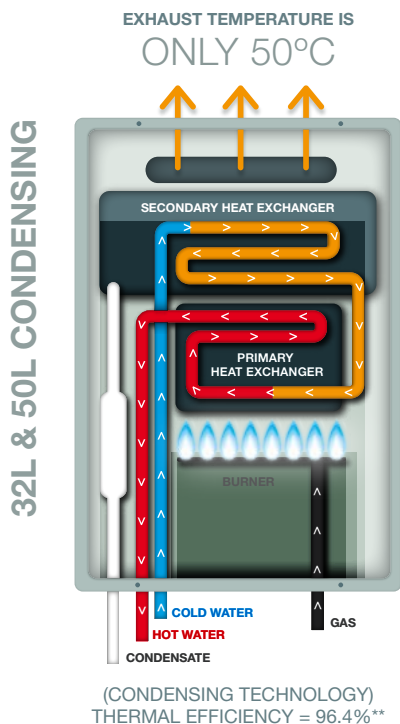 EXHAUST TEMPERATURE IS
ONLY 50ºC
32L & 50L CONDENSING
SECONDARY HEAT EXCHANGER
PRIMARY
HEAT EXCHANGER
BURNER
COLD WATER
GAS
HOT WATER
CONDENSATE
(CONDENSING TECHNOLOGY)
THERMAL EFFICIENCY = 96.4%**